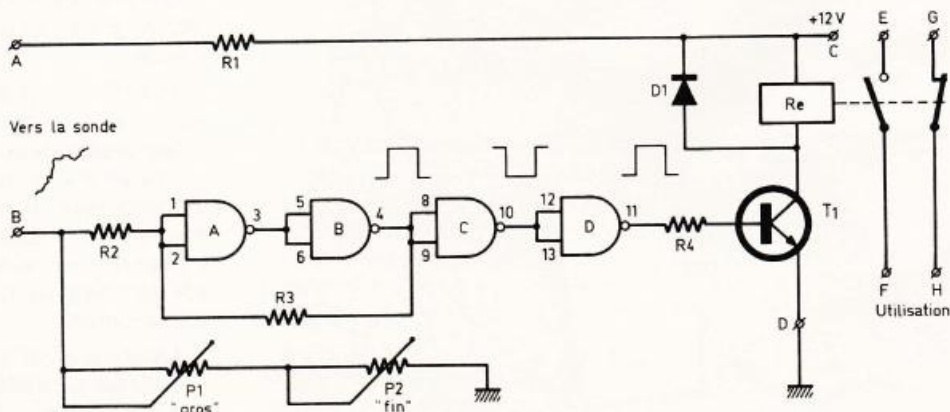 +12 V
E
G
A
R1
C
D1
Re
Vers la sonde
B
1
2
A
3
5
6
B
4
8
9
C
10
12
13
D
11
R2
R4
T1
R3
D
F
H
Utilisation
P1
"gros"
P2
"fin"